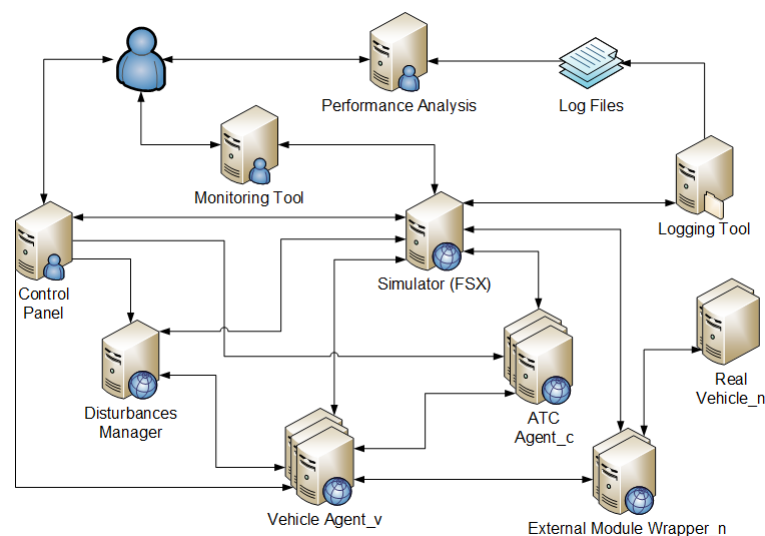 Performance Analysis
Log Files
Monitoring Tool
Logging Tool
Control
Panel
Simulator (FSX)
Real
Vehicle_n
Disturbances
Manager
ATC
Agent_c
Vehicle Agent_v
External Module Wrapper_n